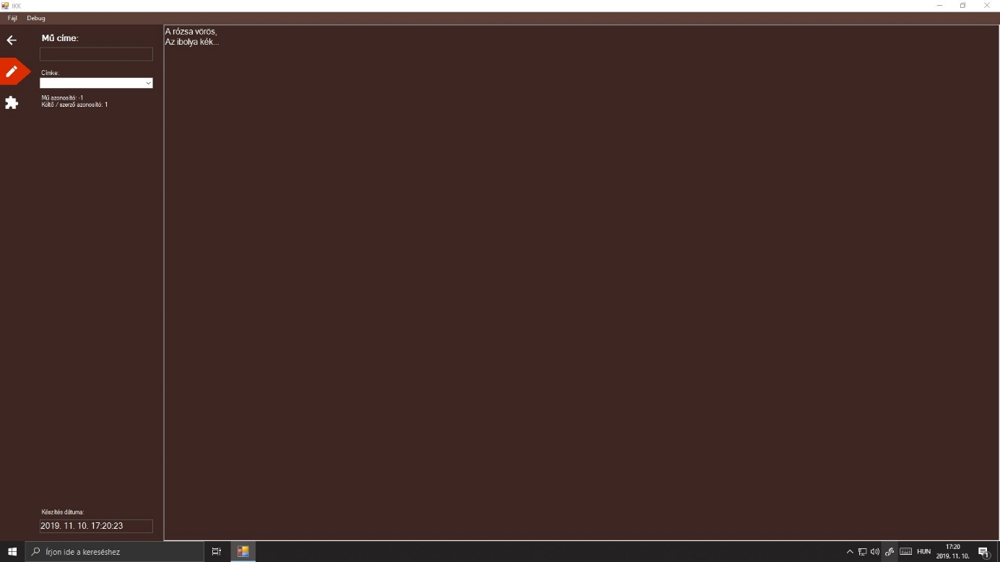 IKK
Fájl Debug
Mű címe:
Címke:
Mű azonosító: -1
Költő / szerző azonosító: 1
A rózsa vörös,
Az ibolya kék...
Készítés dátuma:
2019. 11. 10. 17:20:23
Írjon ide a kereséshez
HUN
17:20
2019. 11. 10.
1